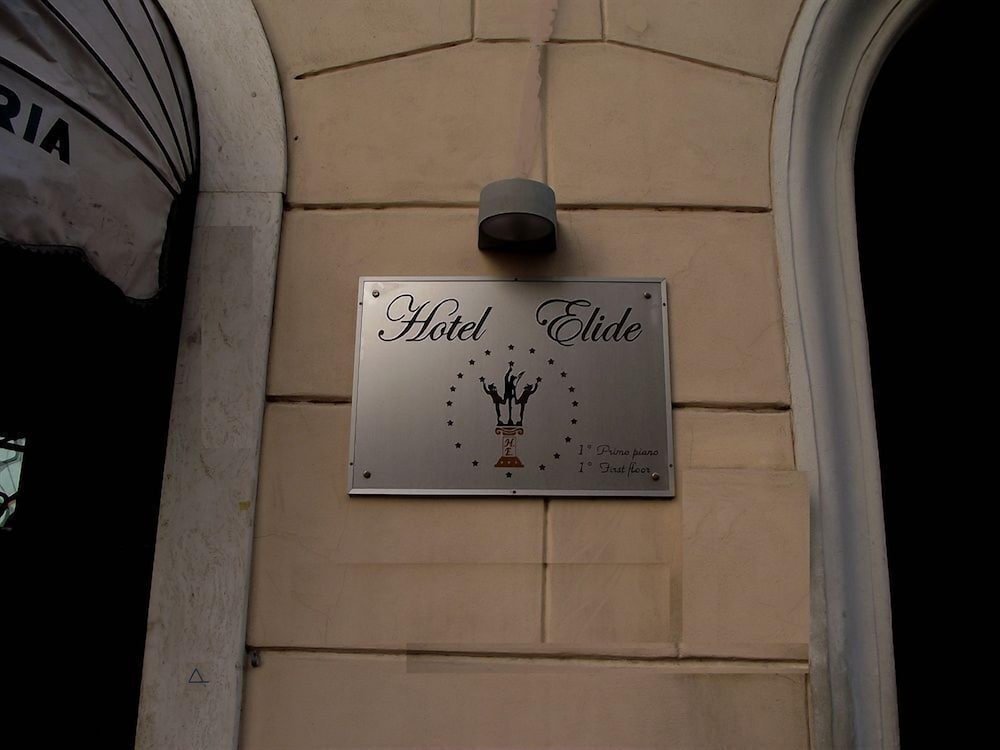 RIA
Hotel Elide
H
E
1° Primo piano
1° First floor